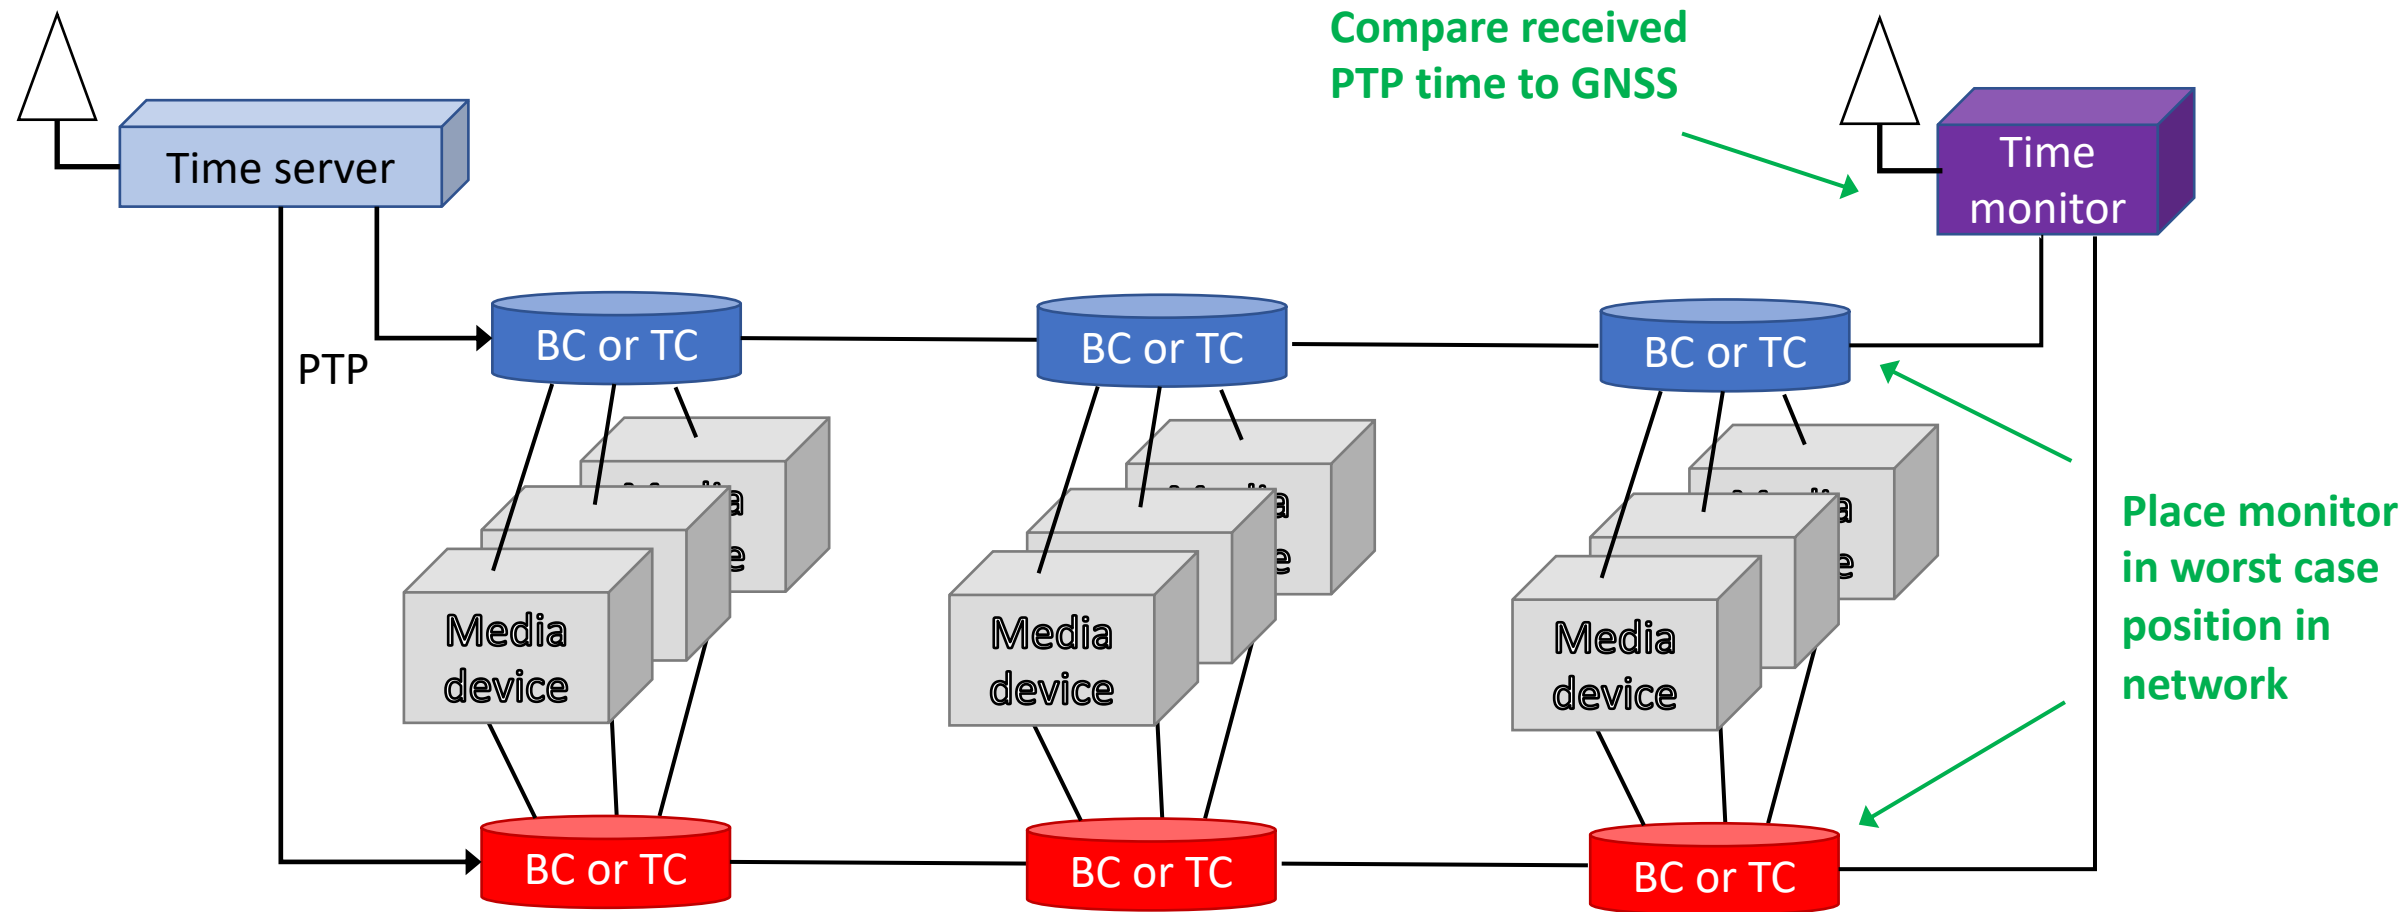 Compare received
PTP time to GNSS
Time server
Time
monitor
PTP
BC or TC
BC or TC
BC or TC
Media
device
Media
device
Media
device
Place monitor
in worst case
position in
network
BC or TC
BC or TC
BC or TC